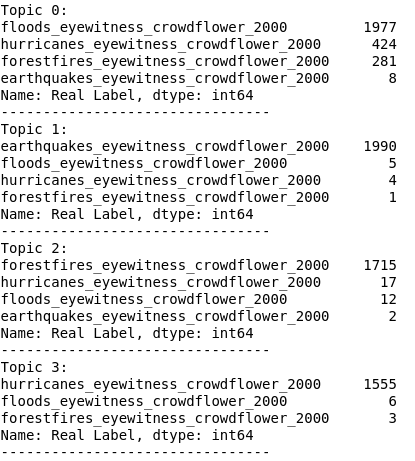 Topic 0:
floods_eyewitness_crowdflower_2000         1977
hurricanes_eyewitness_crowdflower_2000      424
forestfires_eyewitness_crowdflower_2000     281
earthquakes_eyewitness_crowdflower_2000       8
Name: Real Label, dtype: int64
--------------------------------
Topic 1:
earthquakes_eyewitness_crowdflower_2000    1990
floods_eyewitness_crowdflower_2000            5
hurricanes_eyewitness_crowdflower_2000        4
forestfires_eyewitness_crowdflower_2000       1
Name: Real Label, dtype: int64
--------------------------------
Topic 2:
forestfires_eyewitness_crowdflower_2000    1715
hurricanes_eyewitness_crowdflower_2000       17
floods_eyewitness_crowdflower_2000           12
earthquakes_eyewitness_crowdflower_2000       2
Name: Real Label, dtype: int64
--------------------------------
Topic 3:
hurricanes_eyewitness_crowdflower_2000     1555
floods_eyewitness_crowdflower_2000            6
forestfires_eyewitness_crowdflower_2000       3
Name: Real Label, dtype: int64
--------------------------------